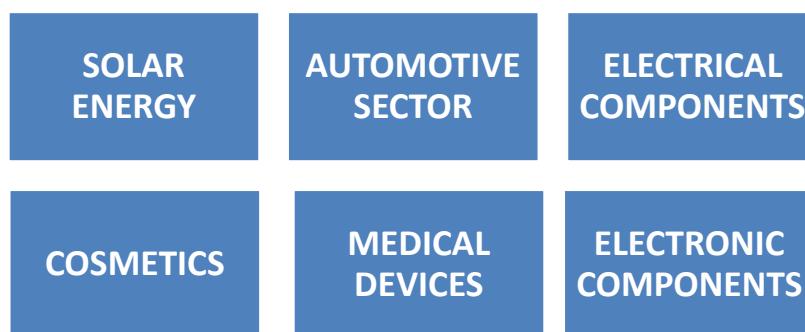 SOLAR
ENERGY
AUTOMOTIVE
SECTOR
ELECTRICAL
COMPONENTS
COSMETICS
MEDICAL
DEVICES
ELECTRONIC
COMPONENTS